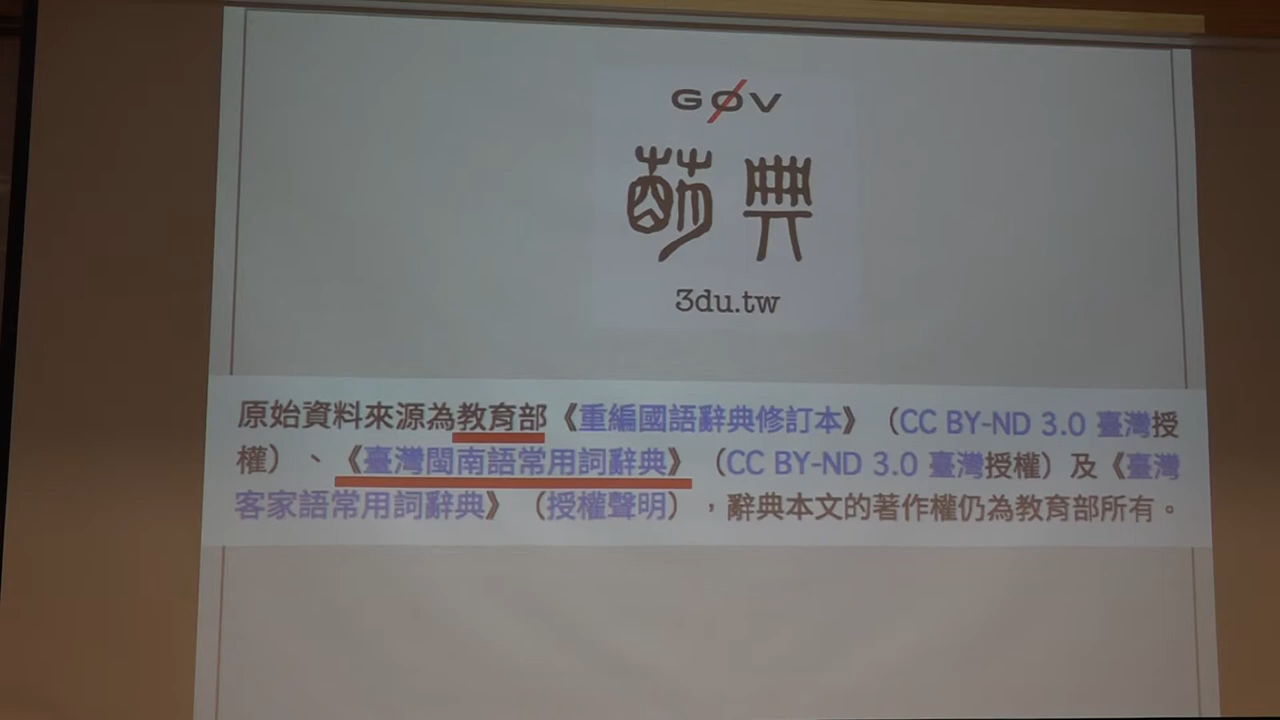 GØV
萌典
3du.tw
原始資料來源為教育部《重編國語辭典修訂本》（CC BY-ND 3.0 臺灣授
權）、《臺灣閩南語常用詞辭典》（CC BY-ND 3.0 臺灣授權）及《臺灣
客家語常用詞辭典》（授權聲明），辭典本文的著作權仍為教育部所有。